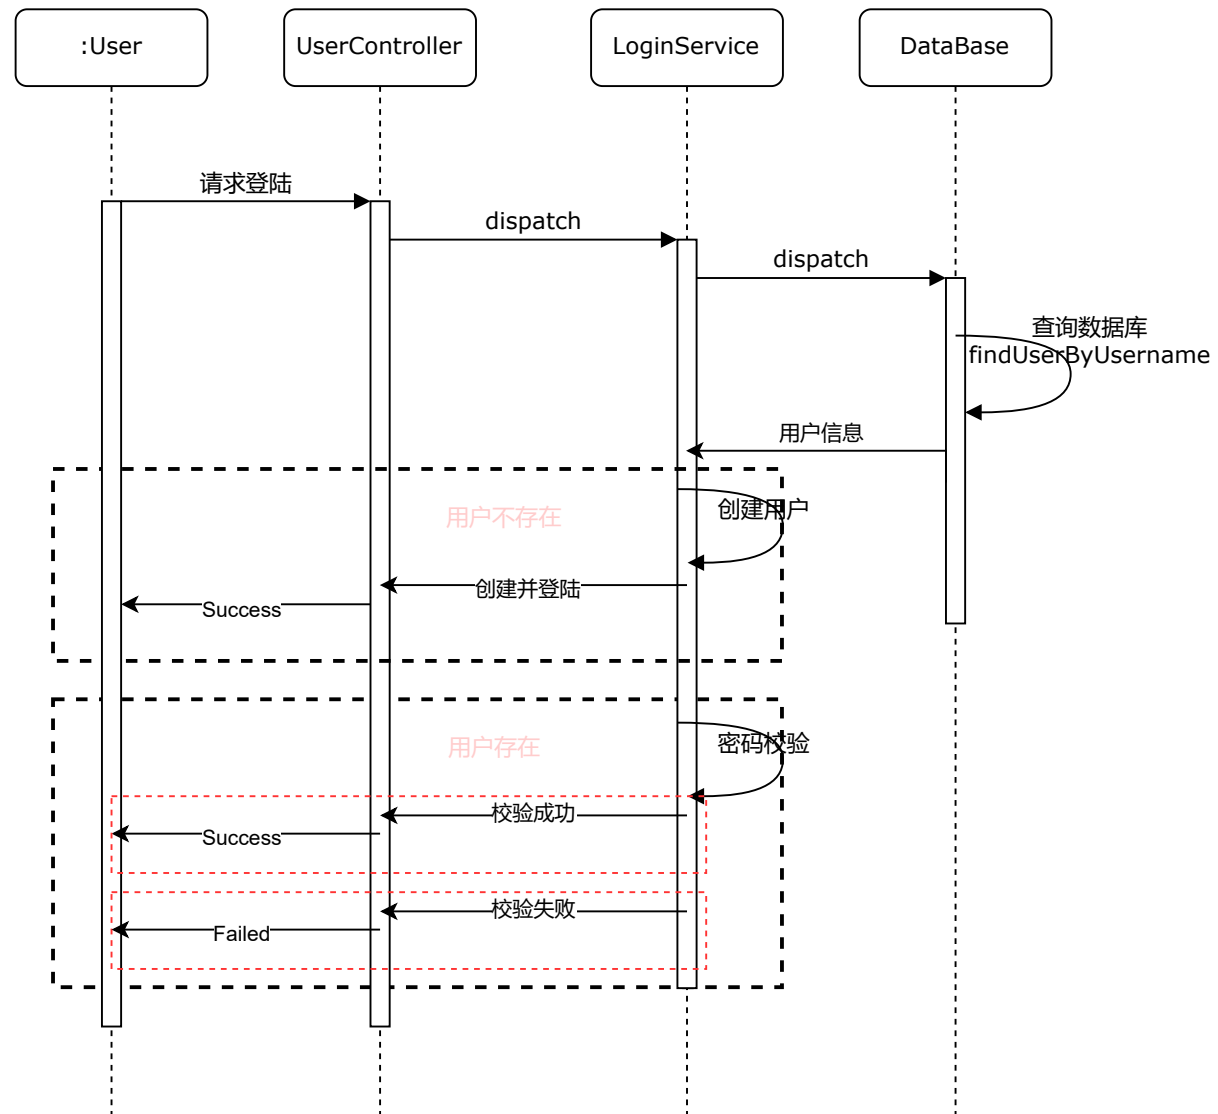 :User
UserController
LoginService
DataBase
请求登陆
dispatch
dispatch
查询数据库
findUserByUsername
用户信息
用户不存在
创建用户
创建并登陆
Success
用户存在
密码校验
校验成功
Success
校验失败
Failed